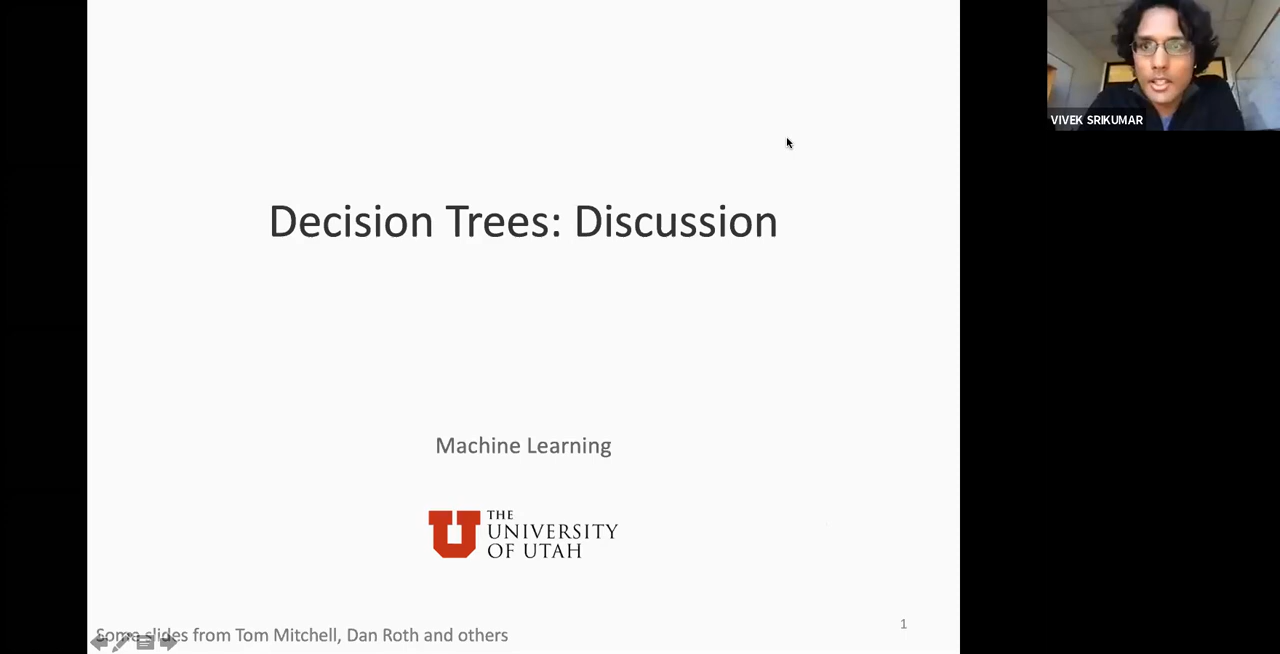 VIVEK SRIKUMAR
Decision Trees: Discussion
Machine Learning
THE
UNIVERSITY
OF UTAH
Some slides from Tom Mitchell, Dan Roth and others
1